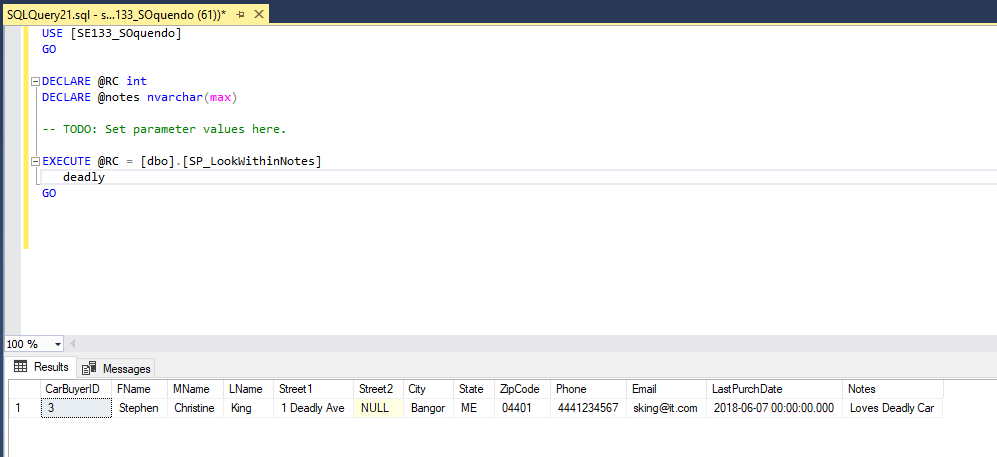 SQLQuery21.sql - s...133_SOquendo (61))*
USE [SE133_SOquendo]
GO
DECLARE @RC int
DECLARE @notes nvarchar(max)
-- TODO: Set parameter values here.
EXECUTE @RC = [dbo].[SP_LookWithinNotes]
deadly
GO
100 %
Results Messages
CarBuyerID FName MName LName Street1 Street2 City State ZipCode Phone Email LastPurchDate Notes
1 3 Stephen Christine King 1 Deadly Ave NULL Bangor ME 04401 4441234567 sking@it.com 2018-06-07 00:00:00.000 Loves Deadly Car